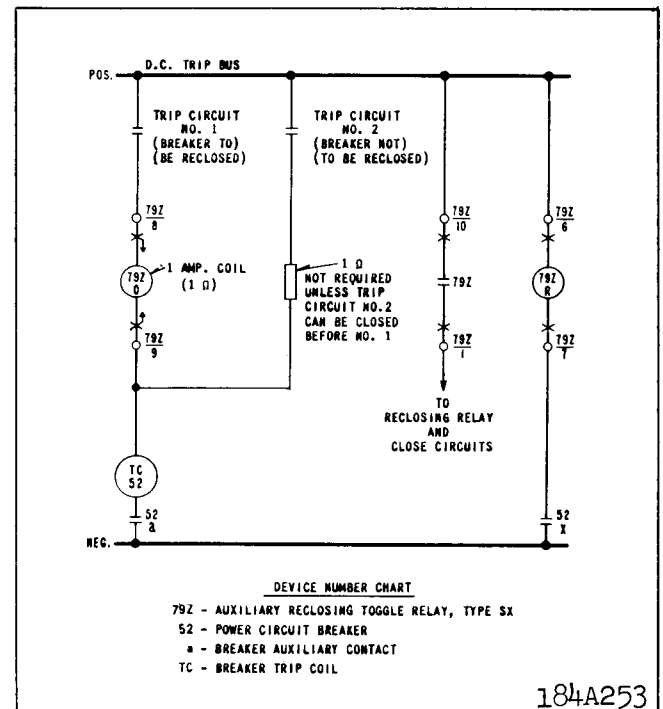 D.C. TRIP BUS
POS.
TRIP CIRCUIT
NO. 1
(BREAKER TO)
(BE RECLOSED)
TRIP CIRCUIT
NO. 2
(BREAKER NOT)
(TO BE RECLOSED)
79Z
8
79Z
10
79Z
6
79Z
O
1 AMP. COIL
(1 Ω)
1 Ω
NOT REQUIRED
UNLESS TRIP
CIRCUIT NO.2
CAN BE CLOSED
BEFORE NO. 1
79Z
79Z
R
79Z
9
79Z
1
79Z
7
TO
RECLOSING RELAY
AND
CLOSE CIRCUITS
TC
52
52
a
52
X
NEG.
DEVICE NUMBER CHART
79Z - AUXILIARY RECLOSING TOGGLE RELAY, TYPE SX
52 - POWER CIRCUIT BREAKER
a - BREAKER AUXILIARY CONTACT
TC - BREAKER TRIP COIL
184A253